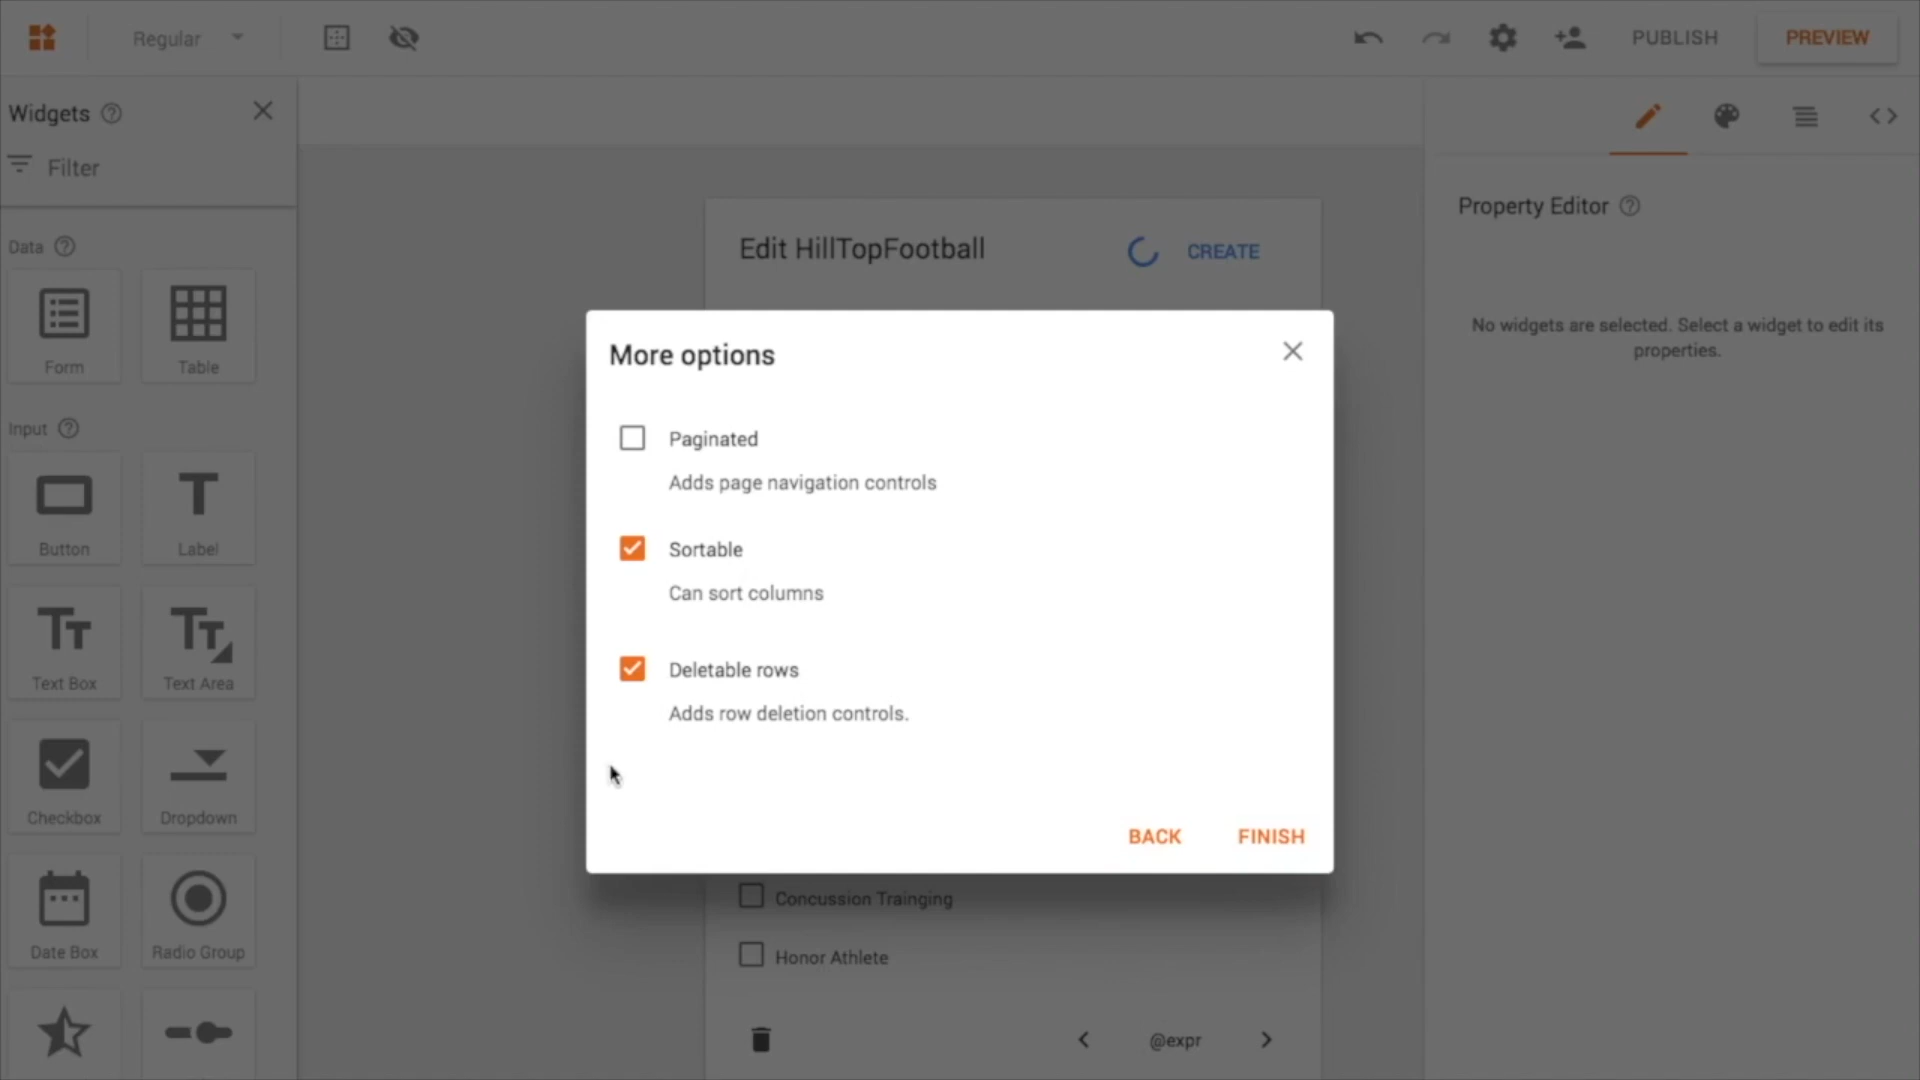 Regular
PUBLISH
PREVIEW
Widgets
Filter
Data
Form
Table
Input
Button
Label
Text Box
Text Area
Checkbox
Dropdown
Date Box
Radio Group
Edit HillTopFootball
CREATE
More options
Paginated
Adds page navigation controls
Sortable
Can sort columns
Deletable rows
Adds row deletion controls.
BACK
FINISH
Concussion Trainging
Honor Athlete
@expr
Property Editor
No widgets are selected. Select a widget to edit its
properties.